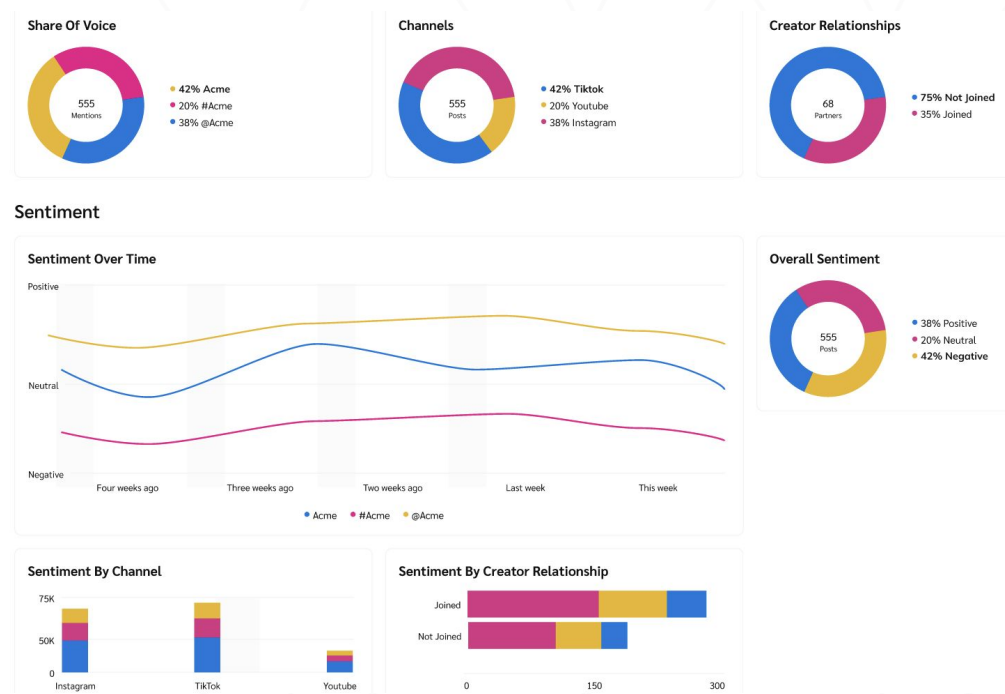 Share Of Voice
555
Mentions
42% Acme
20% #Acme
38% @Acme
Channels
555
Posts
42% Tiktok
20% Youtube
38% Instagram
Creator Relationships
68
Partners
75% Not Joined
35% Joined
Sentiment
Sentiment Over Time
Positive
Neutral
Negative
Four weeks ago
Three weeks ago
Two weeks ago
Last week
This week
Acme
#Acme
@Acme
Overall Sentiment
555
Posts
38% Positive
20% Neutral
42% Negative
Sentiment By Channel
75K
50K
0
Instagram
TikTok
Youtube
Sentiment By Creator Relationship
Joined
Not Joined
0
150
300